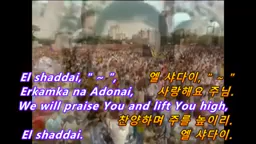 El shaddai, " ~ ", 엘 샤다이, " ~ "
Erkamka na Adonai, 사랑해요 주님.
We will praise You and lift You high,
찬양하며 주를 높이리.
El shaddai. 엘 샤다이.